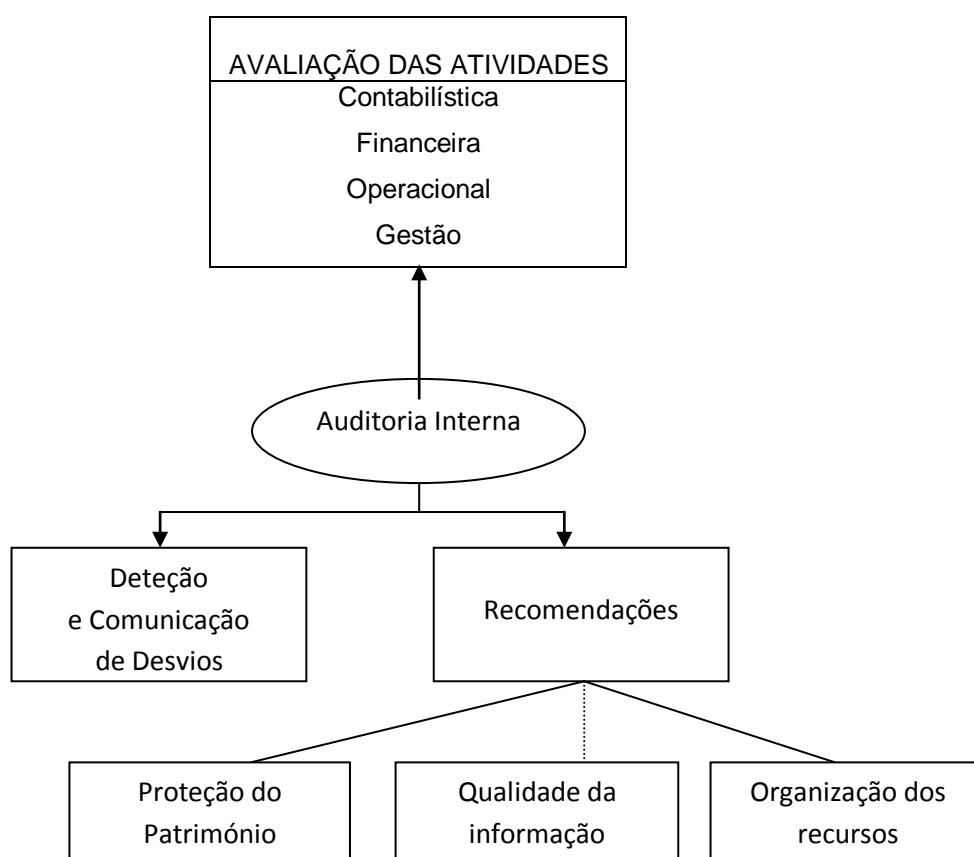 AVALIAÇÃO DAS ATIVIDADES
Contabilística
Financeira
Operacional
Gestão
Auditoria Interna
Deteção
e Comunicação
de Desvios
Recomendações
Proteção do
Património
Qualidade da
informação
Organização dos
recursos